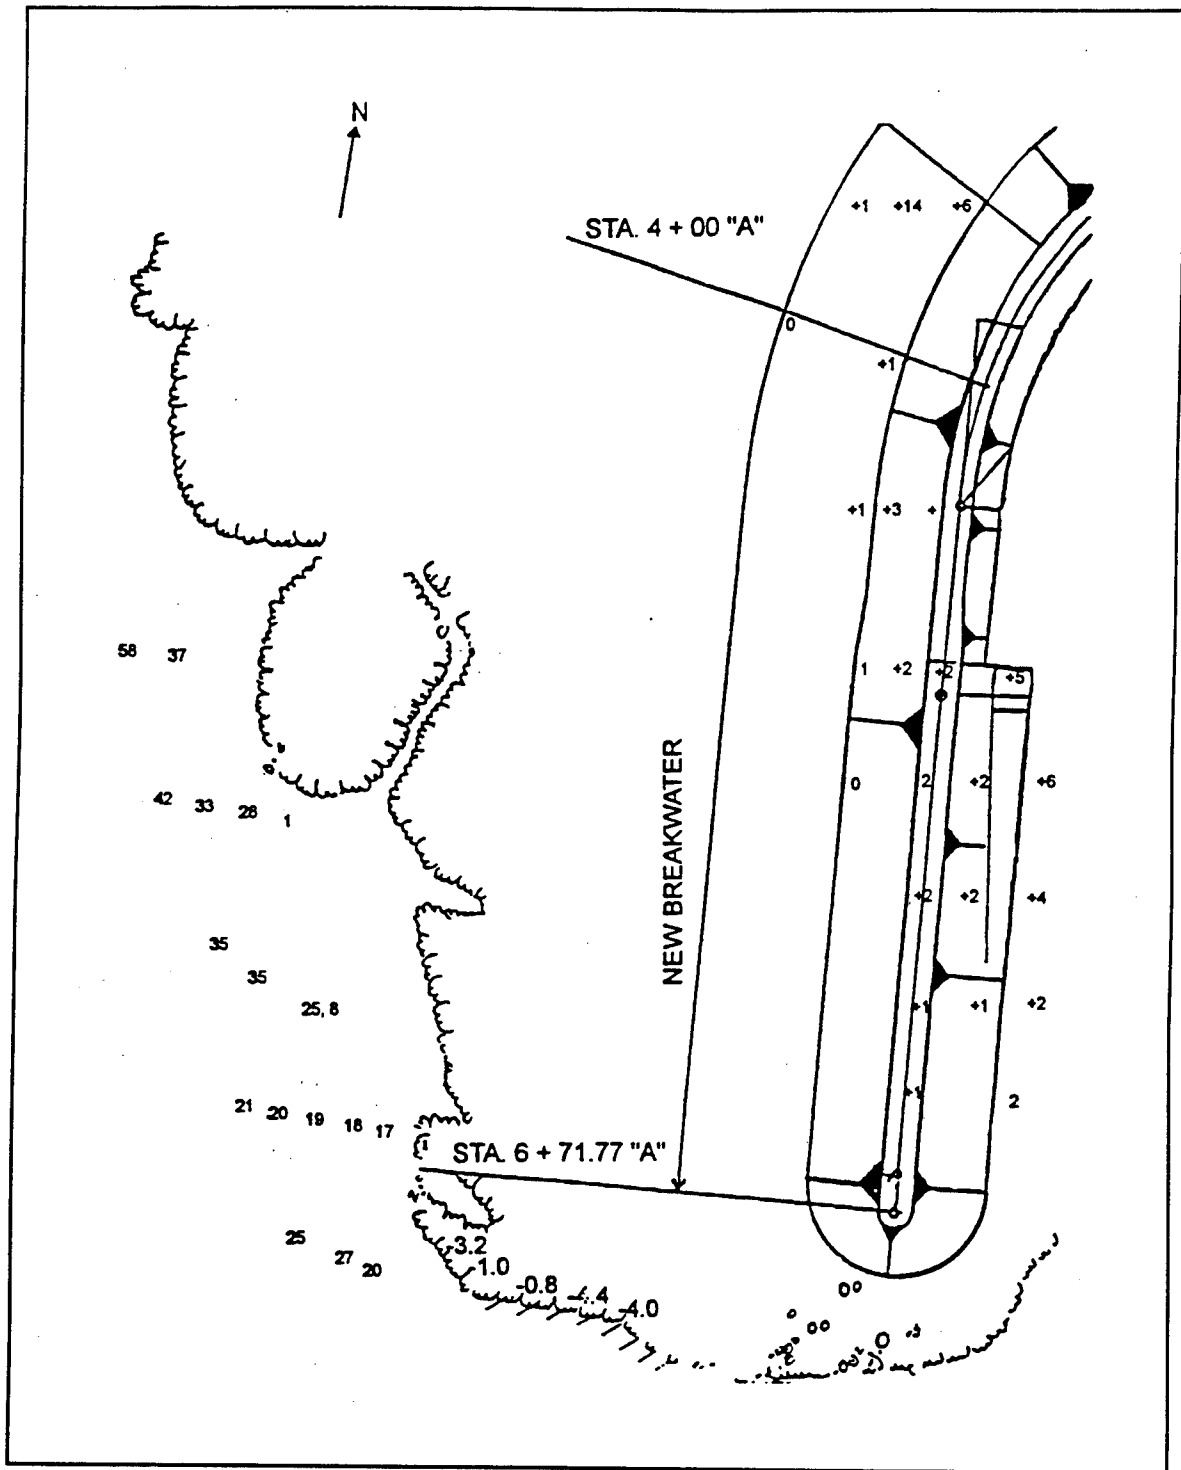 N
+1 +14 +6
STA. 4 + 00 "A"
0
+1
+1 +3 +
58 37
1 +2 +2 +5
NEW BREAKWATER
42 33 28 1
0 2 +2 +6
+2 +2 +4
35
35
25, 8
+1 +1 +2
21 20 19 18 17
+1 2
STA. 6 + 71.77 "A"
25 27 20
-3.2
-1.0
-0.8
-4.0